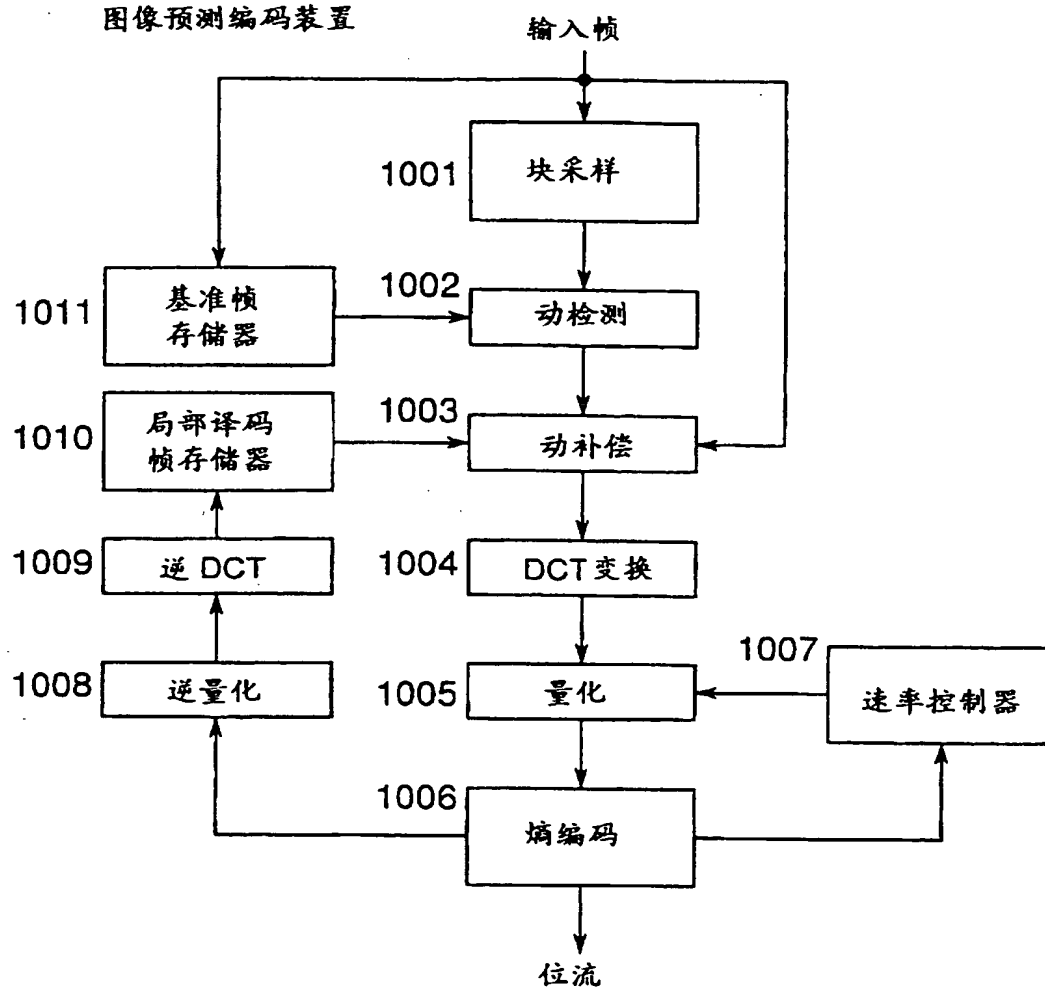 图像预测编码装置
输入帧
1001
块采样
1011
基准帧
存储器
1002
动检测
1010
局部译码
帧存储器
1003
动补偿
1009
逆 DCT
1004
DCT 变换
1008
逆量化
1005
量化
1007
速率控制器
1006
熵编码
位流